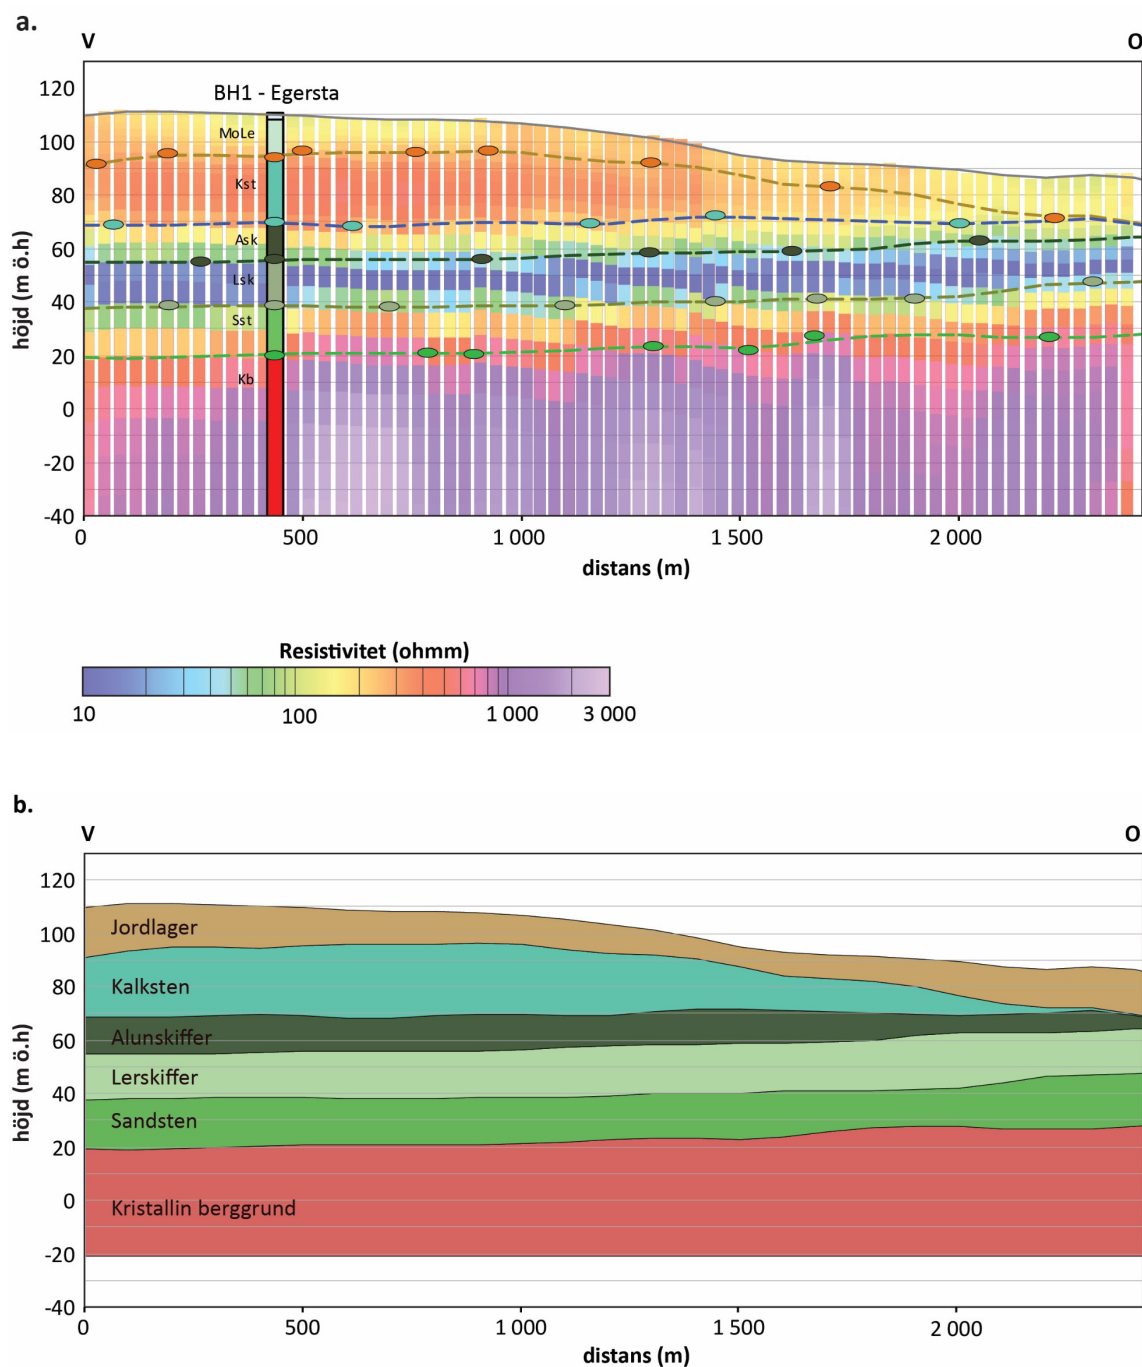 a.
V O
BH1 - Egersta
MoLe
Kst
Ask
Lsk
Sst
Kb
höjd (m ö.h)
120
100
80
60
40
20
0
-20
-40
0 500 1 000 1 500 2 000
distans (m)
Resistivitet (ohmm)
10 100 1 000 3 000
b.
V O
Jordlager
Kalksten
Alunskiffer
Lerskiffer
Sandsten
Kristallin berggrund
höjd (m ö.h)
120
100
80
60
40
20
0
-20
-40
0 500 1 000 1 500 2 000
distans (m)